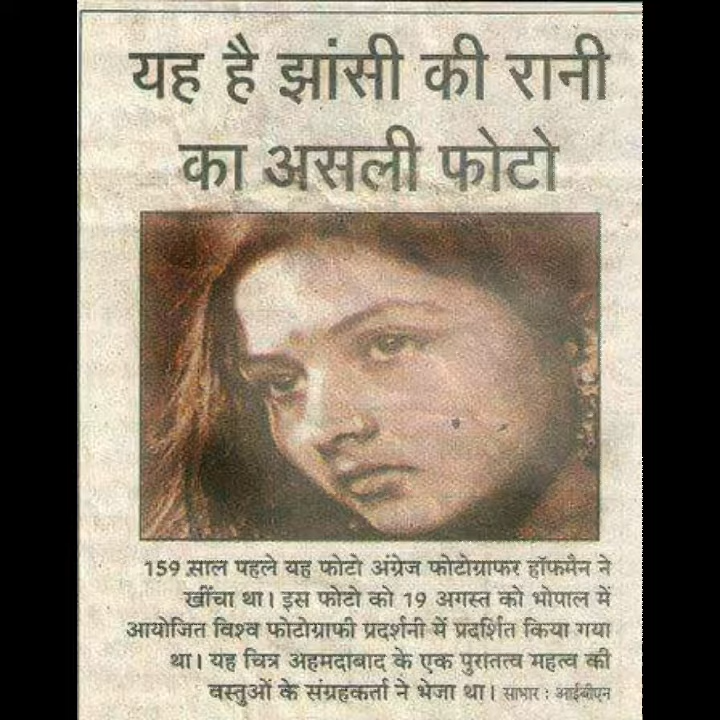 यह है झांसी की रानी
का असली फोटो
159 साल पहले यह फोटो अंग्रेज फोटोग्राफर हॉफमैन ने
खींचा था। इस फोटो को 19 अगस्त को भोपाल में
आयोजित विश्व फोटोग्राफी प्रदर्शनी में प्रदर्शित किया गया
था। यह चित्र अहमदाबाद के एक पुरातत्व महत्व की
वस्तुओं के संग्रहकर्ता ने भेजा था। साभार : आईबीएन